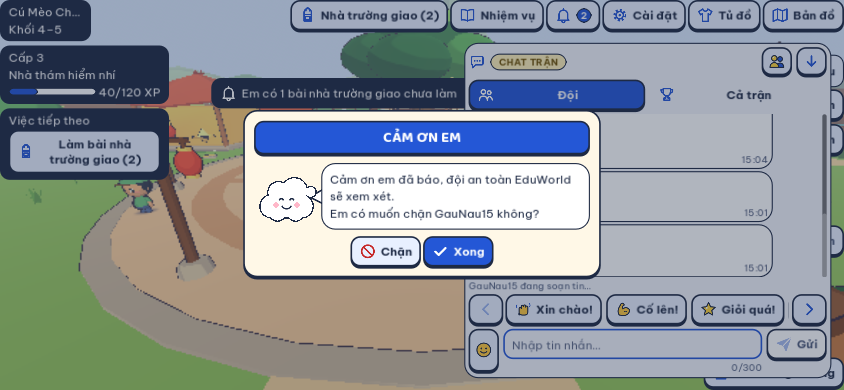 Cú Mèo Ch...
Khối 4-5
Nhà trường giao (2)
Nhiệm vụ
2
Cài đặt
Tủ đồ
Bản đồ
Cấp 3
Nhà thám hiểm nhí
40/120 XP
CHAT TRẬN
Em có 1 bài nhà trường giao chưa làm
Đội
Cả trận
Việc tiếp theo
Làm bài nhà
trường giao (2)
CẢM ƠN EM
Cảm ơn em đã báo, đội an toàn EduWorld
sẽ xem xét.
Em có muốn chặn GauNau15 không?
Chặn
Xong
15:04
15:01
15:01
GauNau15 đang soạn tin...
Xin chào!
Cố lên!
Giỏi quá!
Nhập tin nhắn...
Gửi
0/300